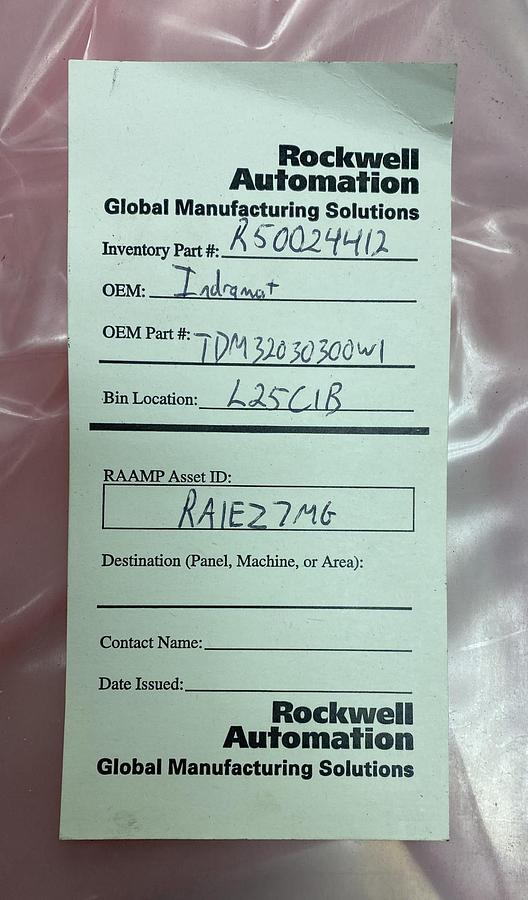 Rockwell
Automation
Global Manufacturing Solutions
Inventory Part #: R50024412
OEM: Indramat
OEM Part #: TDM32030300W1
Bin Location: L25C1B
RAAMP Asset ID:
RA1EZ7MG
Destination (Panel, Machine, or Area):
Contact Name:
Date Issued:
Rockwell
Automation
Global Manufacturing Solutions